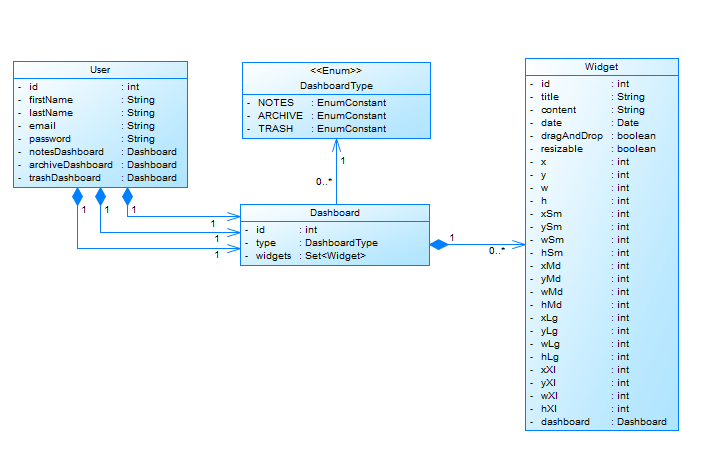 User
- id : int
- firstName : String
- lastName : String
- email : String
- password : String
- notesDashboard : Dashboard
- archiveDashboard : Dashboard
- trashDashboard : Dashboard
<<Enum>>
DashboardType
- NOTES : EnumConstant
- ARCHIVE : EnumConstant
- TRASH : EnumConstant
1
0..*
1
1
1
1
1
1
Dashboard
- id : int
- type : DashboardType
- widgets : Set<Widget>
1
0..*
Widget
- id : int
- title : String
- content : String
- date : Date
- dragAndDrop : boolean
- resizable : boolean
- x : int
- y : int
- w : int
- h : int
- xSm : int
- ySm : int
- wSm : int
- hSm : int
- xMd : int
- yMd : int
- wMd : int
- hMd : int
- xLg : int
- yLg : int
- wLg : int
- hLg : int
- xXl : int
- yXl : int
- wXl : int
- hXl : int
- dashboard : Dashboard